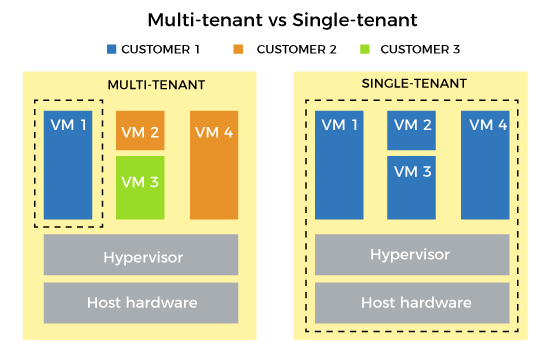 Multi-tenant vs Single-tenant
CUSTOMER 1 CUSTOMER 2 CUSTOMER 3
MULTI-TENANT
VM 1 VM 2 VM 4
VM 3
Hypervisor
Host hardware
SINGLE-TENANT
VM 1 VM 2 VM 4
VM 3
Hypervisor
Host hardware